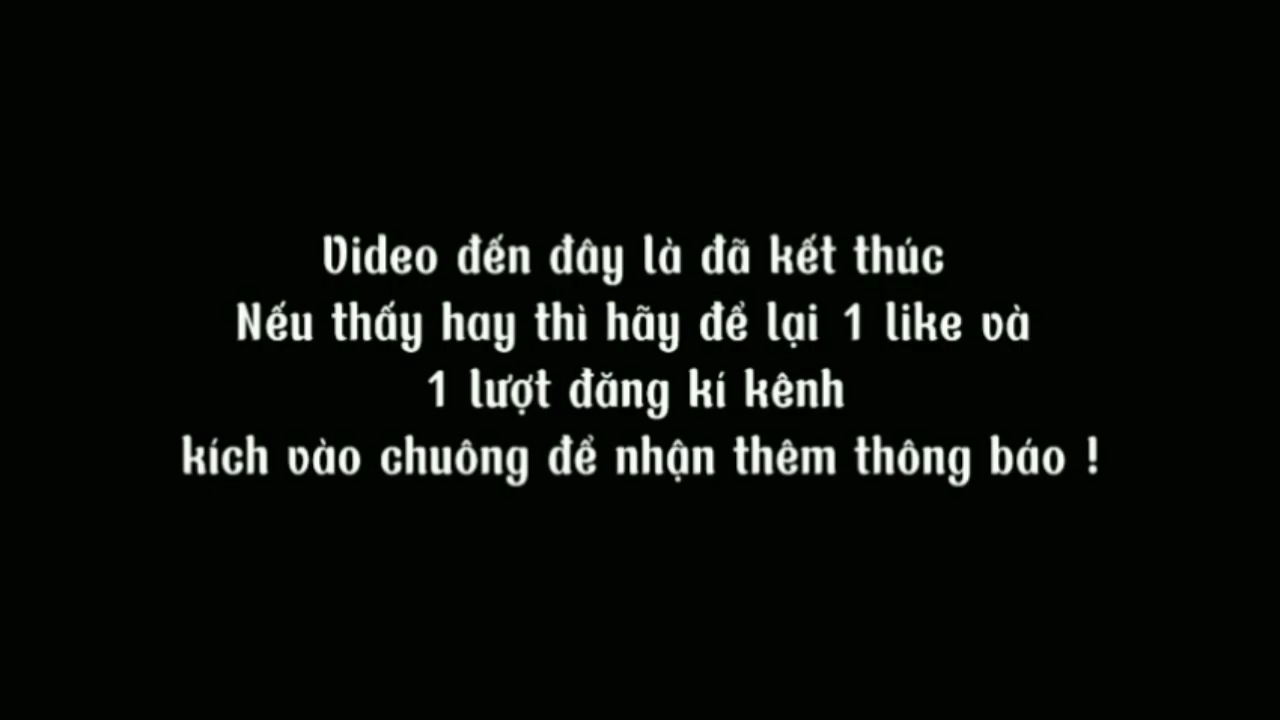 Video đến đây là đã kết thúc
Nếu thấy hay thì hãy để lại 1 like và
1 lượt đăng kí kênh
kích vào chuông để nhận thêm thông báo !